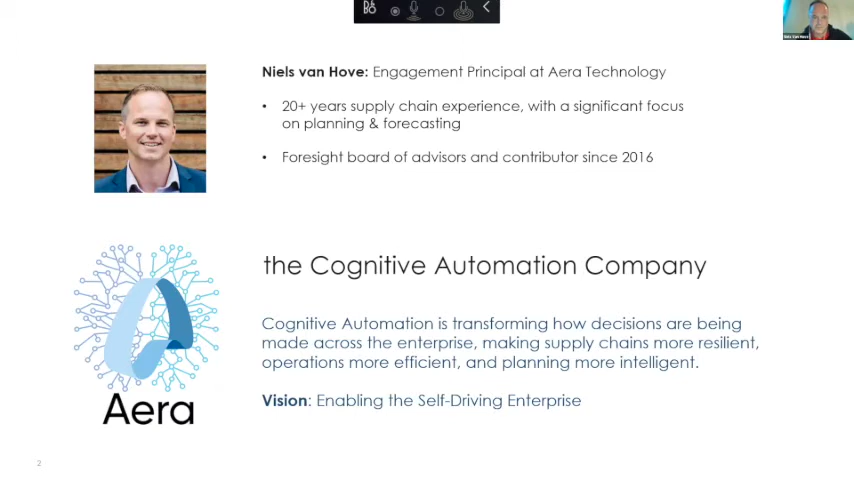 Niels van Hove: Engagement Principal at Aera Technology
• 20+ years supply chain experience, with a significant focus
on planning & forecasting
• Foresight board of advisors and contributor since 2016
the Cognitive Automation Company
Cognitive Automation is transforming how decisions are being
made across the enterprise, making supply chains more resilient,
operations more efficient, and planning more intelligent.
Vision: Enabling the Self-Driving Enterprise
Aera
2